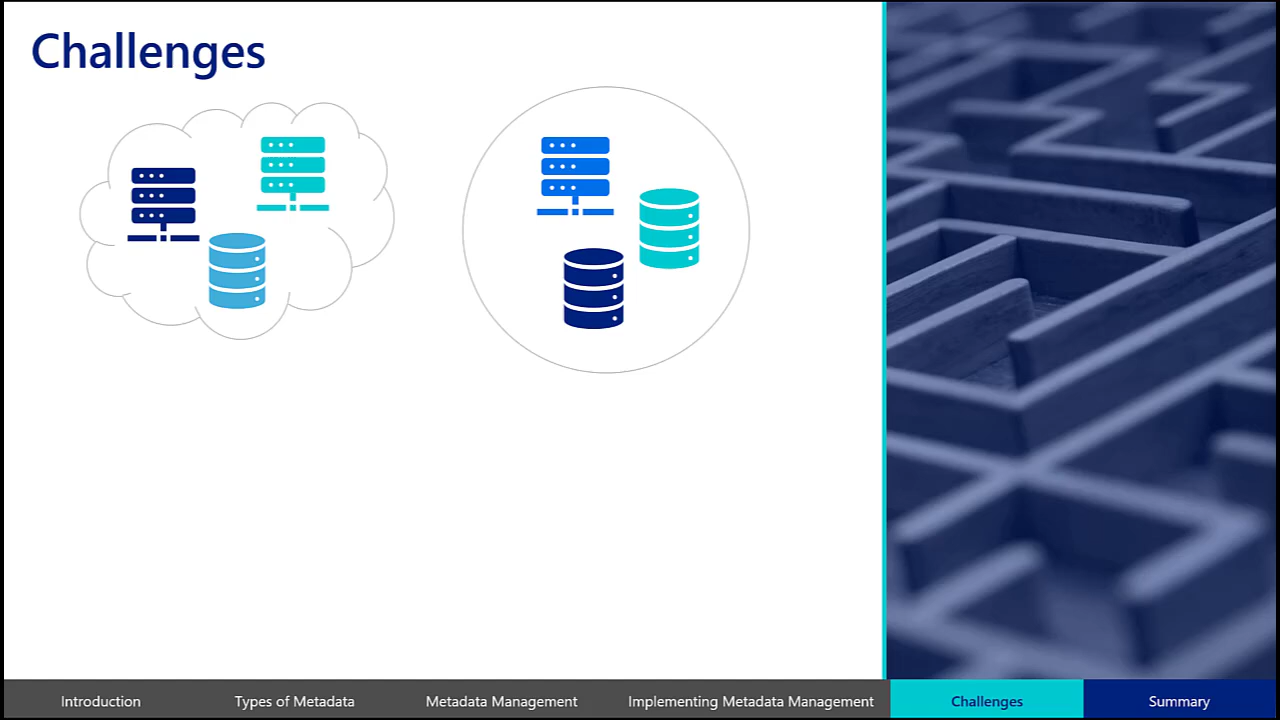 Challenges
Introduction
Types of Metadata
Metadata Management
Implementing Metadata Management
Challenges
Summary